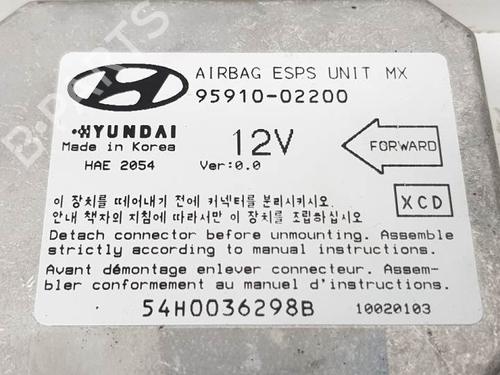 AIRBAG ESPS UNIT MX
95910-02200
HYUNDAI
Made in Korea
HAE 2054
12V
Ver:0.0
FORWARD
XCD
이 장치를 떼어내기 전에 커넥터를 분리시키시오.
안내 책자의 지침에 따라서만 이 장치를 조립하십시오.
Detach connector before unmounting. Assemble
strictly according to manual instructions.
Avant démontage enlever connecteur. Assem-
bler conformement au manuel d'instructions.
54H0036298B
10020103
B-PARTS